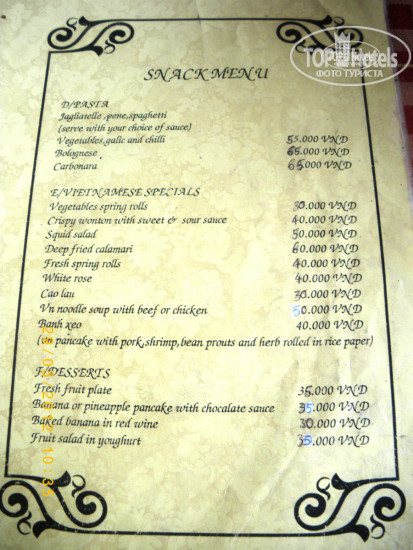 TOPHotels
ФОТО ТУРИСТА
SNACK MENU
D/PASTA
Jagliatelle ,pene,spaghetti
(serve with your choice of sauce)
Vegetables,galic and chilli 55.000 VND
Bolognese 65.000 VND
Carbonara 65.000 VND
E/VIETNAMESE SPECIALS
Vegetables spring rolls 30.000 VND
Crispy wonton with sweet & sour sauce 40.000 VND
Squid salad 50.000 VND
Deep fried calamari 60.000 VND
Fresh spring rolls 40.000 VND
White rose 40.000 VND
Cao lau 30.000 VND
Vn noodle soup with beef or chicken 50.000 VND
Banh xeo 40.000 VND
(vn pancake with pork,shrimp,bean prouts and herb rolled in rice paper)
F/DESSERTS
Fresh fruit plate 35.000 VND
Banana or pineapple pancake with chocalate sauce 35.000 VND
Baked banana in red wine 30.000 VND
Fruit salad in youghurt 35.000 VND